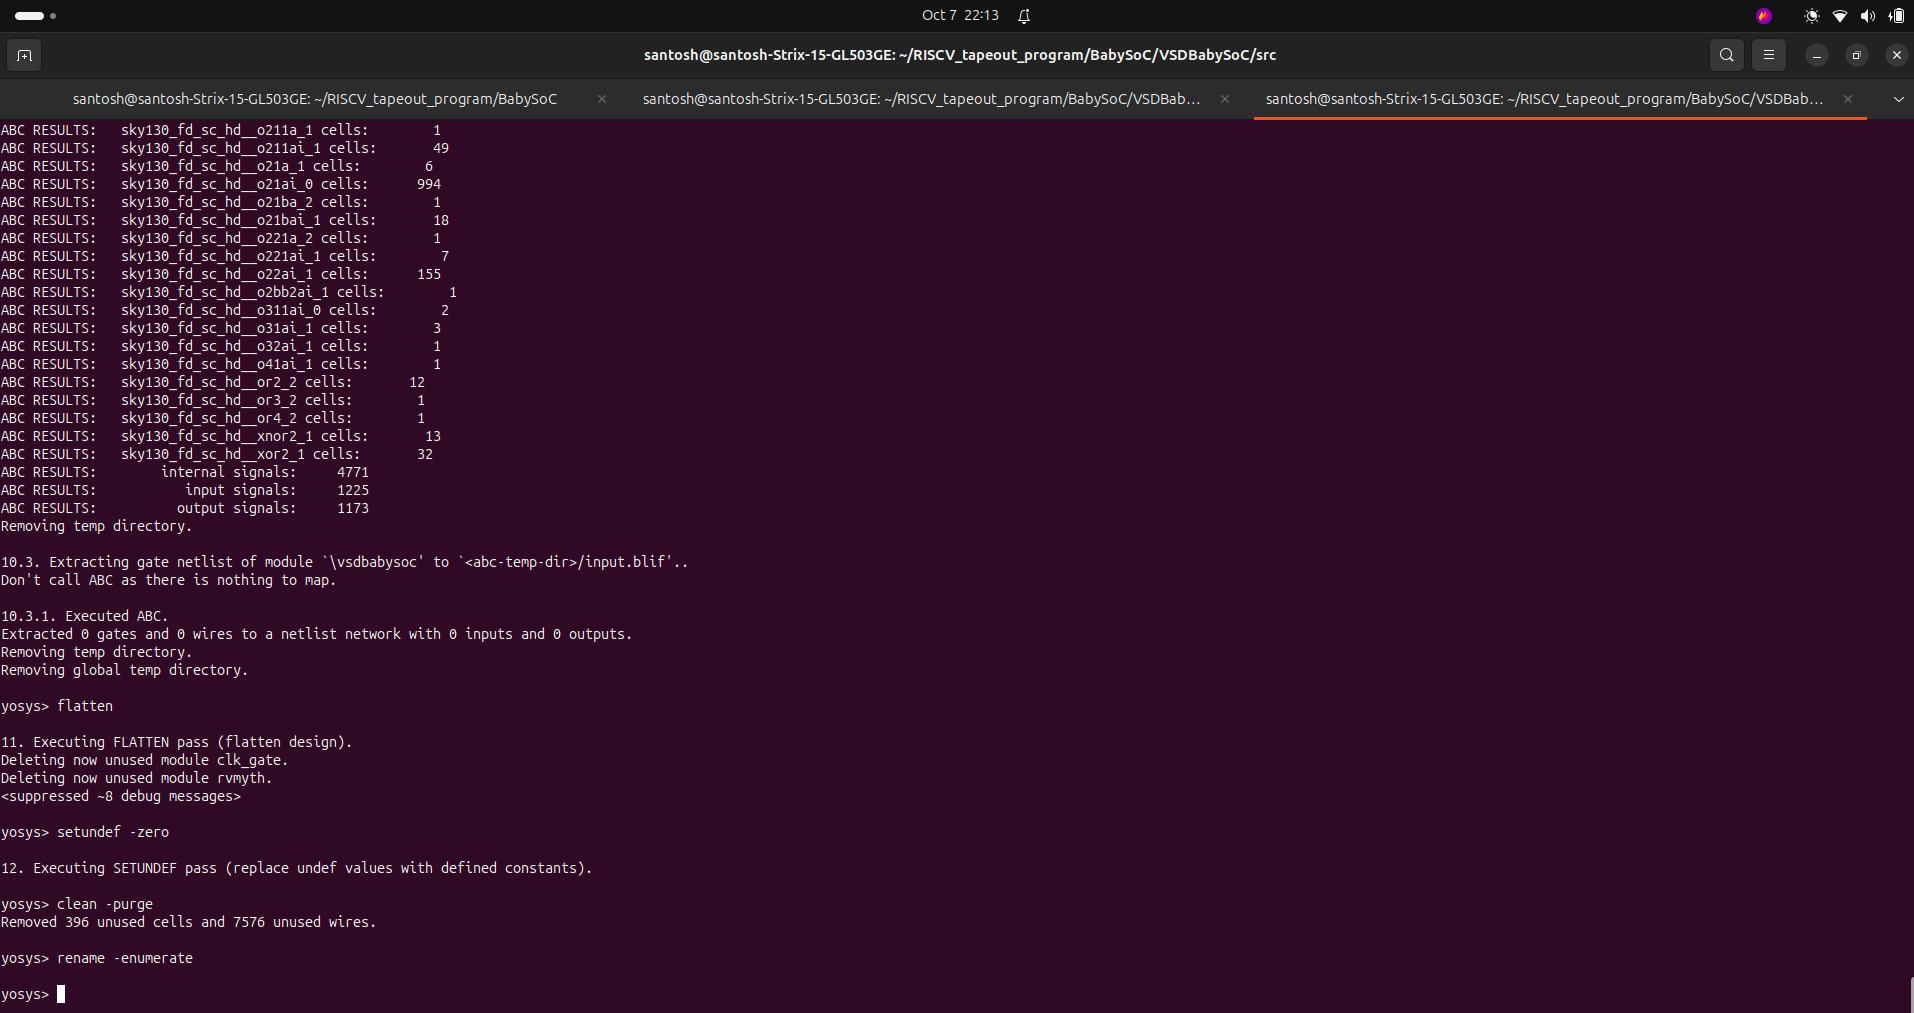 Oct 7 22:13
santosh@santosh-Strix-15-GL503GE: ~/RISCV_tapeout_program/BabySoC/VSDBabySoC/src
santosh@santosh-Strix-15-GL503GE: ~/RISCV_tapeout_program/BabySoC
santosh@santosh-Strix-15-GL503GE: ~/RISCV_tapeout_program/BabySoC/VSDBab...
santosh@santosh-Strix-15-GL503GE: ~/RISCV_tapeout_program/BabySoC/VSDBab...
ABC RESULTS:   sky130_fd_sc_hd__o211a_1 cells:        1
ABC RESULTS:   sky130_fd_sc_hd__o211ai_1 cells:       49
ABC RESULTS:   sky130_fd_sc_hd__o21a_1 cells:        6
ABC RESULTS:   sky130_fd_sc_hd__o21ai_0 cells:      994
ABC RESULTS:   sky130_fd_sc_hd__o21ba_2 cells:        1
ABC RESULTS:   sky130_fd_sc_hd__o21bai_1 cells:       18
ABC RESULTS:   sky130_fd_sc_hd__o221a_2 cells:        1
ABC RESULTS:   sky130_fd_sc_hd__o221ai_1 cells:        7
ABC RESULTS:   sky130_fd_sc_hd__o22ai_1 cells:      155
ABC RESULTS:   sky130_fd_sc_hd__o2bb2ai_1 cells:        1
ABC RESULTS:   sky130_fd_sc_hd__o311ai_0 cells:        2
ABC RESULTS:   sky130_fd_sc_hd__o31ai_1 cells:        3
ABC RESULTS:   sky130_fd_sc_hd__o32ai_1 cells:        1
ABC RESULTS:   sky130_fd_sc_hd__o41ai_1 cells:        1
ABC RESULTS:   sky130_fd_sc_hd__or2_2 cells:       12
ABC RESULTS:   sky130_fd_sc_hd__or3_2 cells:        1
ABC RESULTS:   sky130_fd_sc_hd__or4_2 cells:        1
ABC RESULTS:   sky130_fd_sc_hd__xnor2_1 cells:       13
ABC RESULTS:   sky130_fd_sc_hd__xor2_1 cells:       32
ABC RESULTS:        internal signals:     4771
ABC RESULTS:           input signals:     1225
ABC RESULTS:          output signals:     1173
Removing temp directory.
10.3. Extracting gate netlist of module `\vsdbabysoc' to `<abc-temp-dir>/input.blif'..
Don't call ABC as there is nothing to map.
10.3.1. Executed ABC.
Extracted 0 gates and 0 wires to a netlist network with 0 inputs and 0 outputs.
Removing temp directory.
Removing global temp directory.
yosys> flatten
11. Executing FLATTEN pass (flatten design).
Deleting now unused module clk_gate.
Deleting now unused module rvmyth.
<suppressed ~8 debug messages>
yosys> setundef -zero
12. Executing SETUNDEF pass (replace undef values with defined constants).
yosys> clean -purge
Removed 396 unused cells and 7576 unused wires.
yosys> rename -enumerate
yosys>